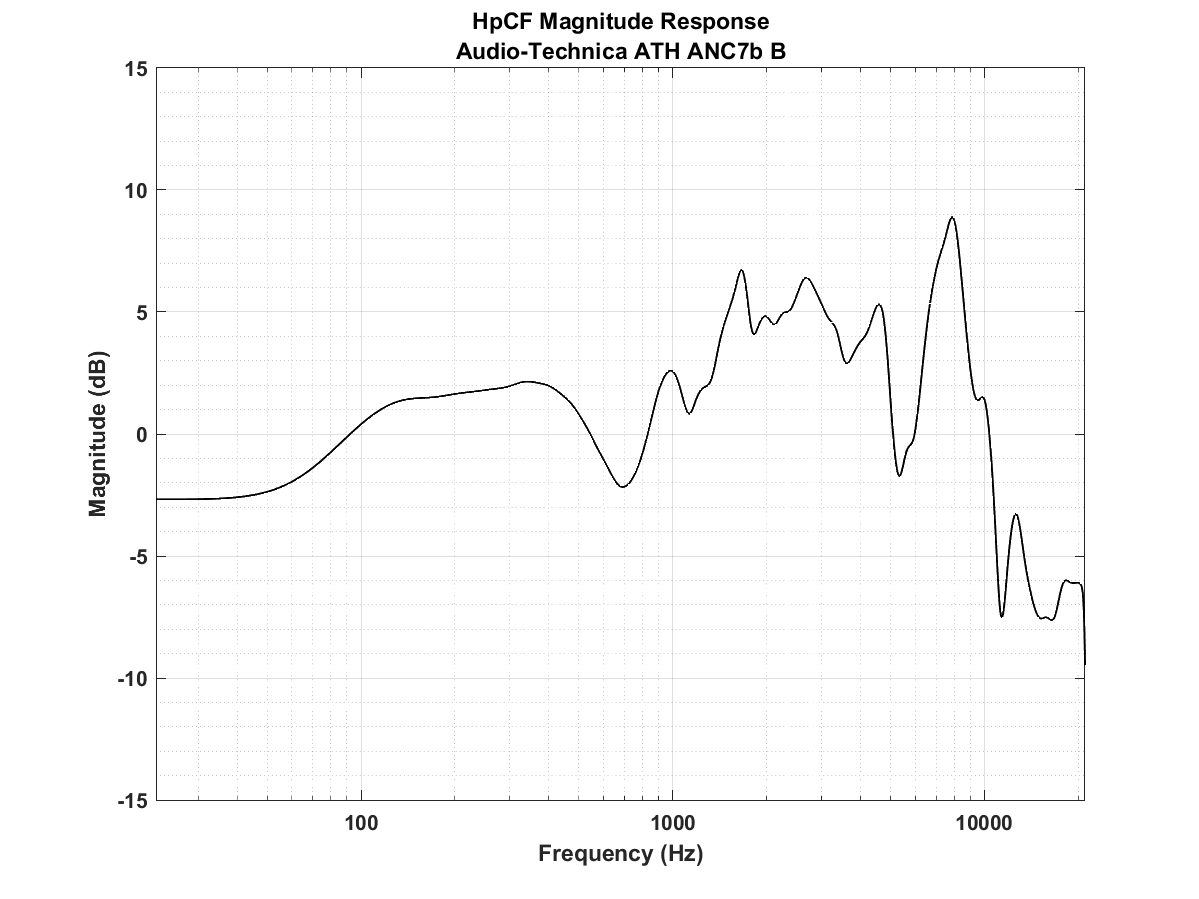 HpCF Magnitude Response
Audio-Technica ATH ANC7b B
15
10
5
0
-5
-10
-15
Magnitude (dB)
100
1000
10000
Frequency (Hz)